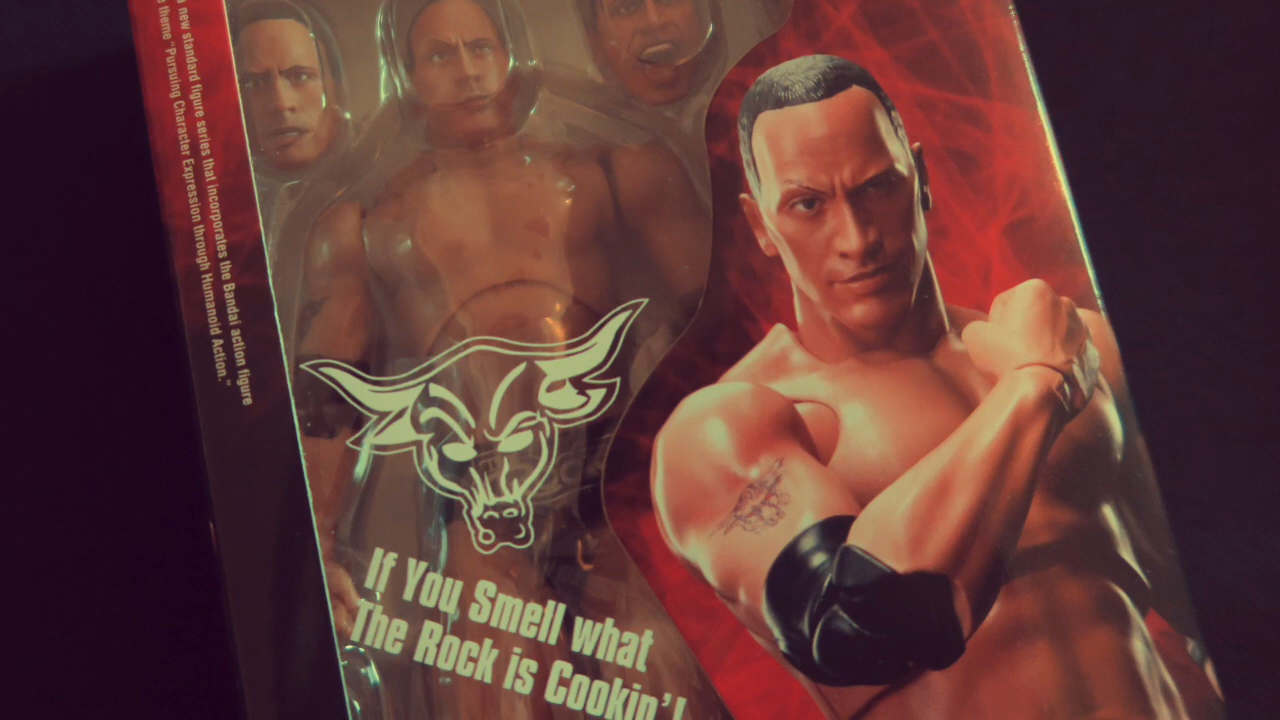 new standard figure series that incorporates the Bandai action figure
theme "Pursuing Character Expression through Humanoid Action."
If You Smell what
The Rock is Cookin'!